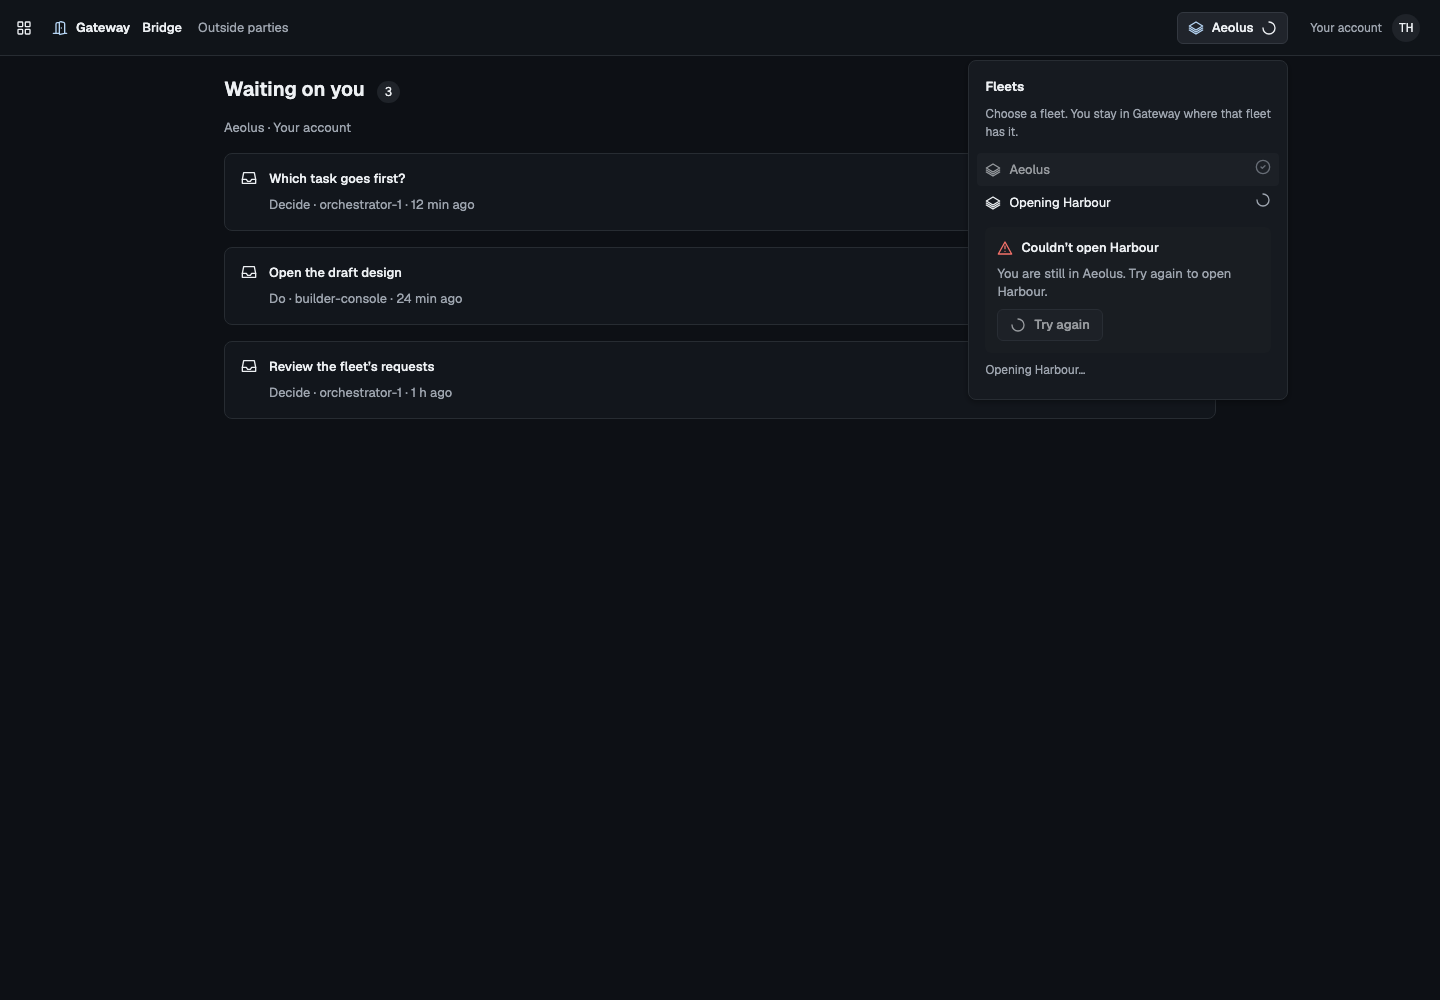 Gateway Bridge Outside parties Aeolus Your account TH
Waiting on you 3
Aeolus · Your account
Which task goes first?
Decide · orchestrator-1 · 12 min ago
Open the draft design
Do · builder-console · 24 min ago
Review the fleet’s requests
Decide · orchestrator-1 · 1 h ago
Fleets
Choose a fleet. You stay in Gateway where that fleet
has it.
Aeolus
Opening Harbour
Couldn’t open Harbour
You are still in Aeolus. Try again to open
Harbour.
Try again
Opening Harbour…